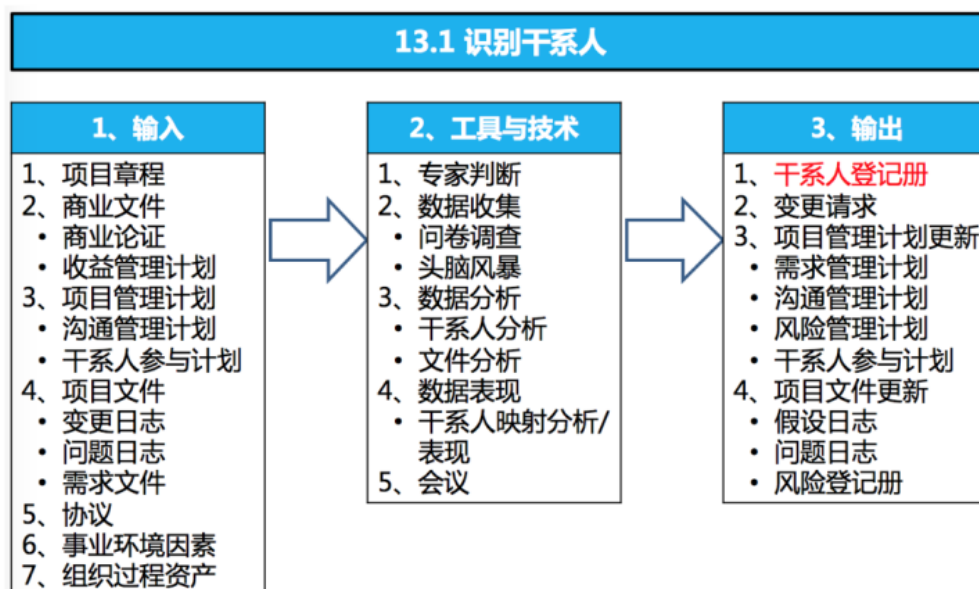 13.1 识别干系人
1、输入
1、项目章程
2、商业文件
• 商业论证
• 收益管理计划
3、项目管理计划
• 沟通管理计划
• 干系人参与计划
4、项目文件
• 变更日志
• 问题日志
• 需求文件
5、协议
6、事业环境因素
7、组织过程资产
2、工具与技术
1、专家判断
2、数据收集
• 问卷调查
• 头脑风暴
3、数据分析
• 干系人分析
• 文件分析
4、数据表现
• 干系人映射分析/
表现
5、会议
3、输出
1、干系人登记册
2、变更请求
3、项目管理计划更新
• 需求管理计划
• 沟通管理计划
• 风险管理计划
• 干系人参与计划
4、项目文件更新
• 假设日志
• 问题日志
• 风险登记册